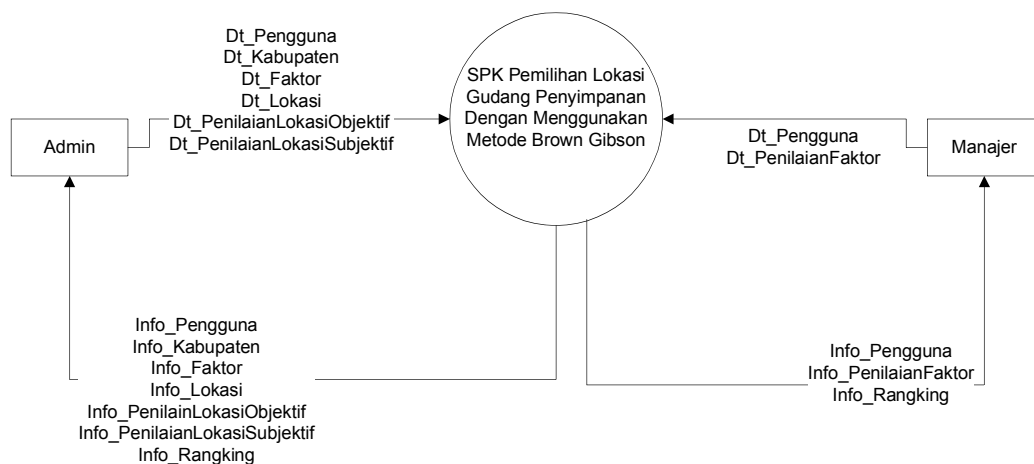 Dt_Pengguna
Dt_Kabupaten
Dt_Faktor
Dt_Lokasi
Dt_PenilaianLokasiObjektif
Dt_PenilaianLokasiSubjektif
Admin
SPK Pemilihan Lokasi
Gudang Penyimpanan
Dengan Menggunakan
Metode Brown Gibson
Dt_Pengguna
Dt_PenilaianFaktor
Manajer
Info_Pengguna
Info_Kabupaten
Info_Faktor
Info_Lokasi
Info_PenilainLokasiObjektif
Info_PenilaianLokasiSubjektif
Info_Rangking
Info_Pengguna
Info_PenilaianFaktor
Info_Rangking